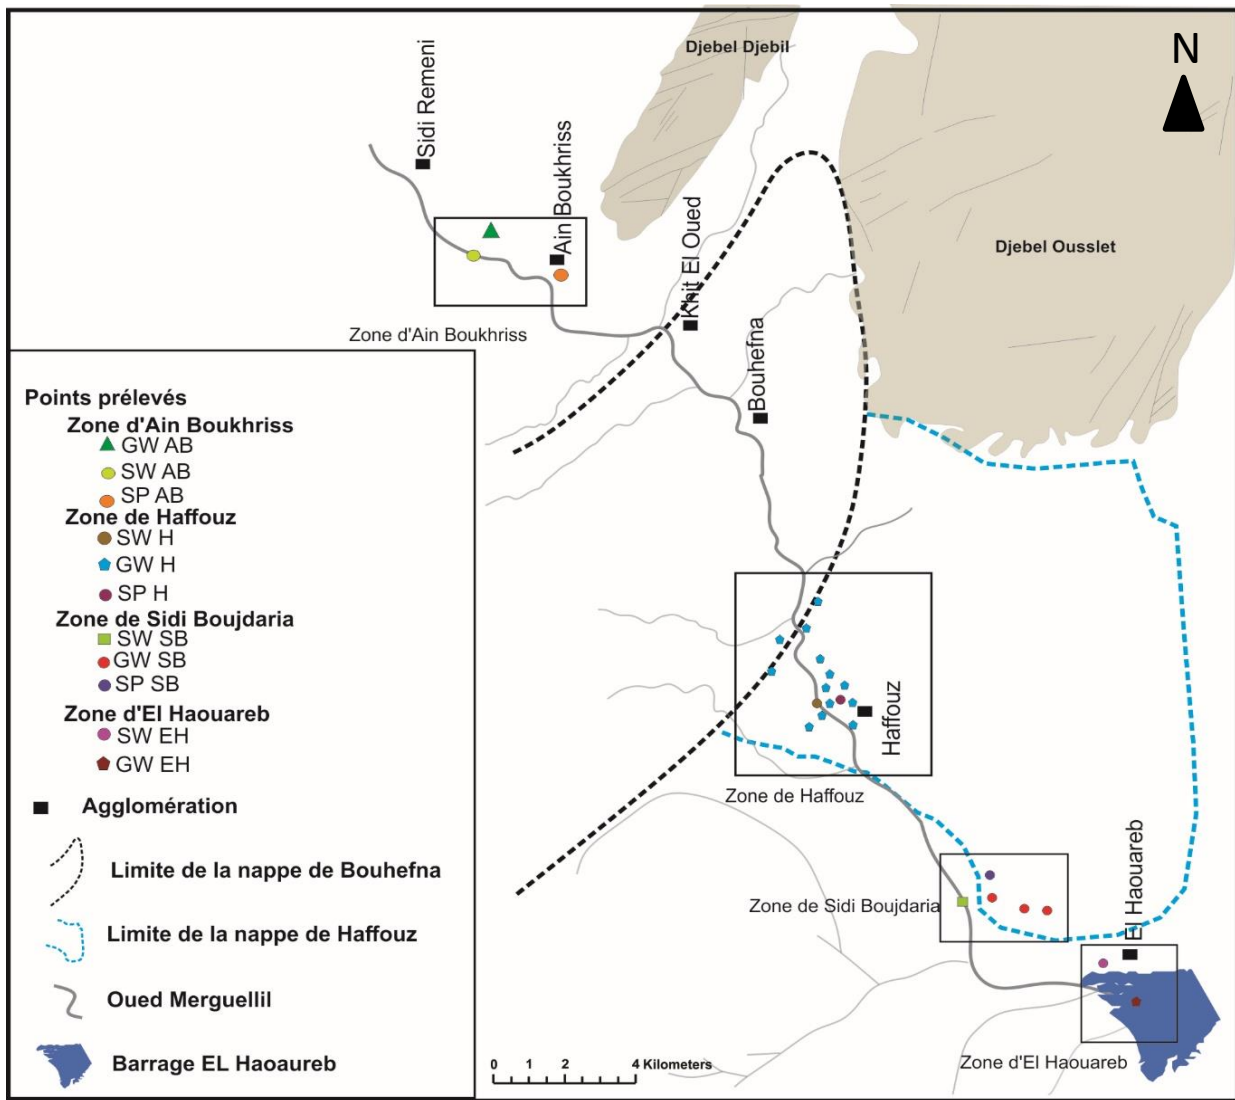 Djebel Djebil
N
Sidi Remeni
Ain Boukhriss
Khit El Oued
Djebel Ousslet
Zone d'Ain Boukhriss
Bouhefna
Points prélevés
Zone d'Ain Boukhriss
GW AB
SW AB
SP AB
Zone de Haffouz
SW H
GW H
SP H
Zone de Sidi Boujdaria
SW SB
GW SB
SP SB
Zone d'El Haouareb
SW EH
GW EH
Agglomération
Limite de la nappe de Bouhefna
Limite de la nappe de Haffouz
Oued Merguellil
Barrage EL Haoaureb
Haffouz
Zone de Haffouz
Zone de Sidi Boujdaria
El Haouareb
Zone d'El Haouareb
0 1 2 4 Kilometers